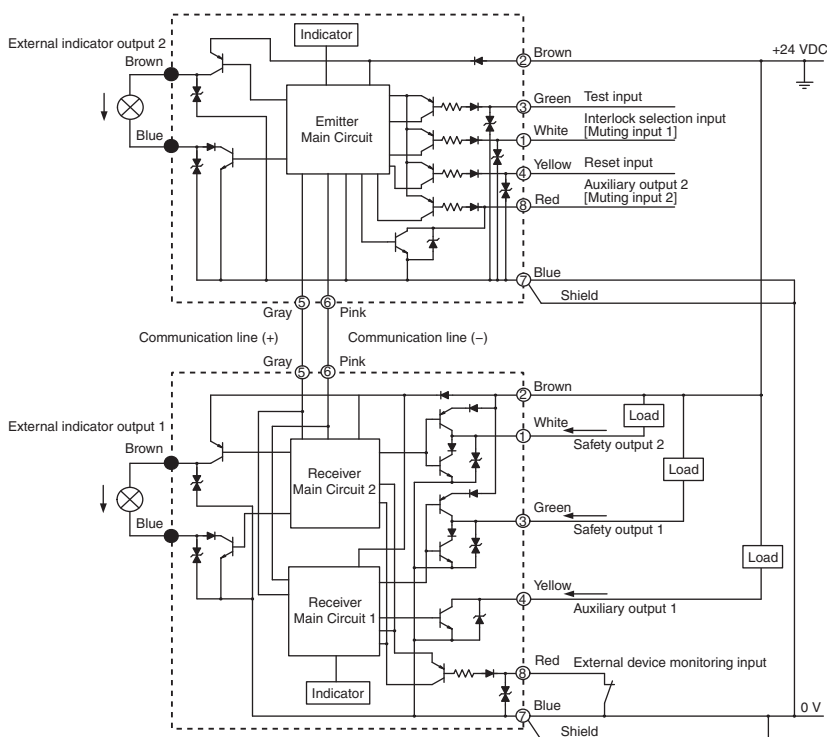 External indicator output 2
Brown
Blue
Indicator
Emitter
Main Circuit
2
Brown
+24 VDC
3
Green
Test input
Interlock selection input
1
White
[Muting input 1]
4
Yellow
Reset input
Auxiliary output 2
8
Red
[Muting input 2]
7
Blue
Shield
5
6
Gray
Pink
Communication line (+)
Communication line (−)
Gray
Pink
5
6
External indicator output 1
Brown
Blue
Receiver
Main Circuit 2
Receiver
Main Circuit 1
Indicator
2
Brown
Load
White
1
Safety output 2
Load
Green
3
Safety output 1
Load
Yellow
4
Auxiliary output 1
Red
8
External device monitoring input
Blue
7
0 V
Shield